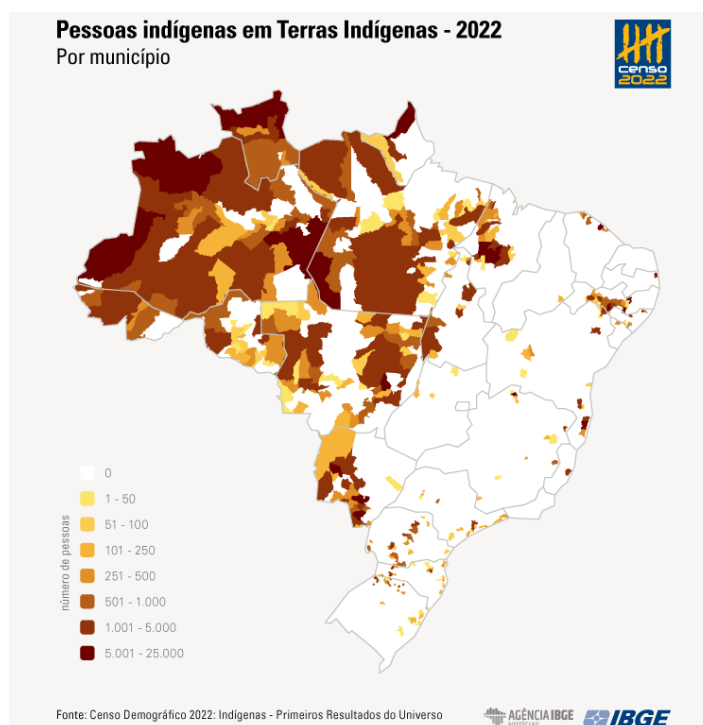 Pessoas indígenas em Terras Indígenas - 2022
Por município
censo
2022
número de pessoas
0
1 - 50
51 - 100
101 - 250
251 - 500
501 - 1.000
1.001 - 5.000
5.001 - 25.000
Fonte: Censo Demográfico 2022: Indígenas - Primeiros Resultados do Universo
AGÊNCIA IBGE
NOTÍCIAS
IBGE